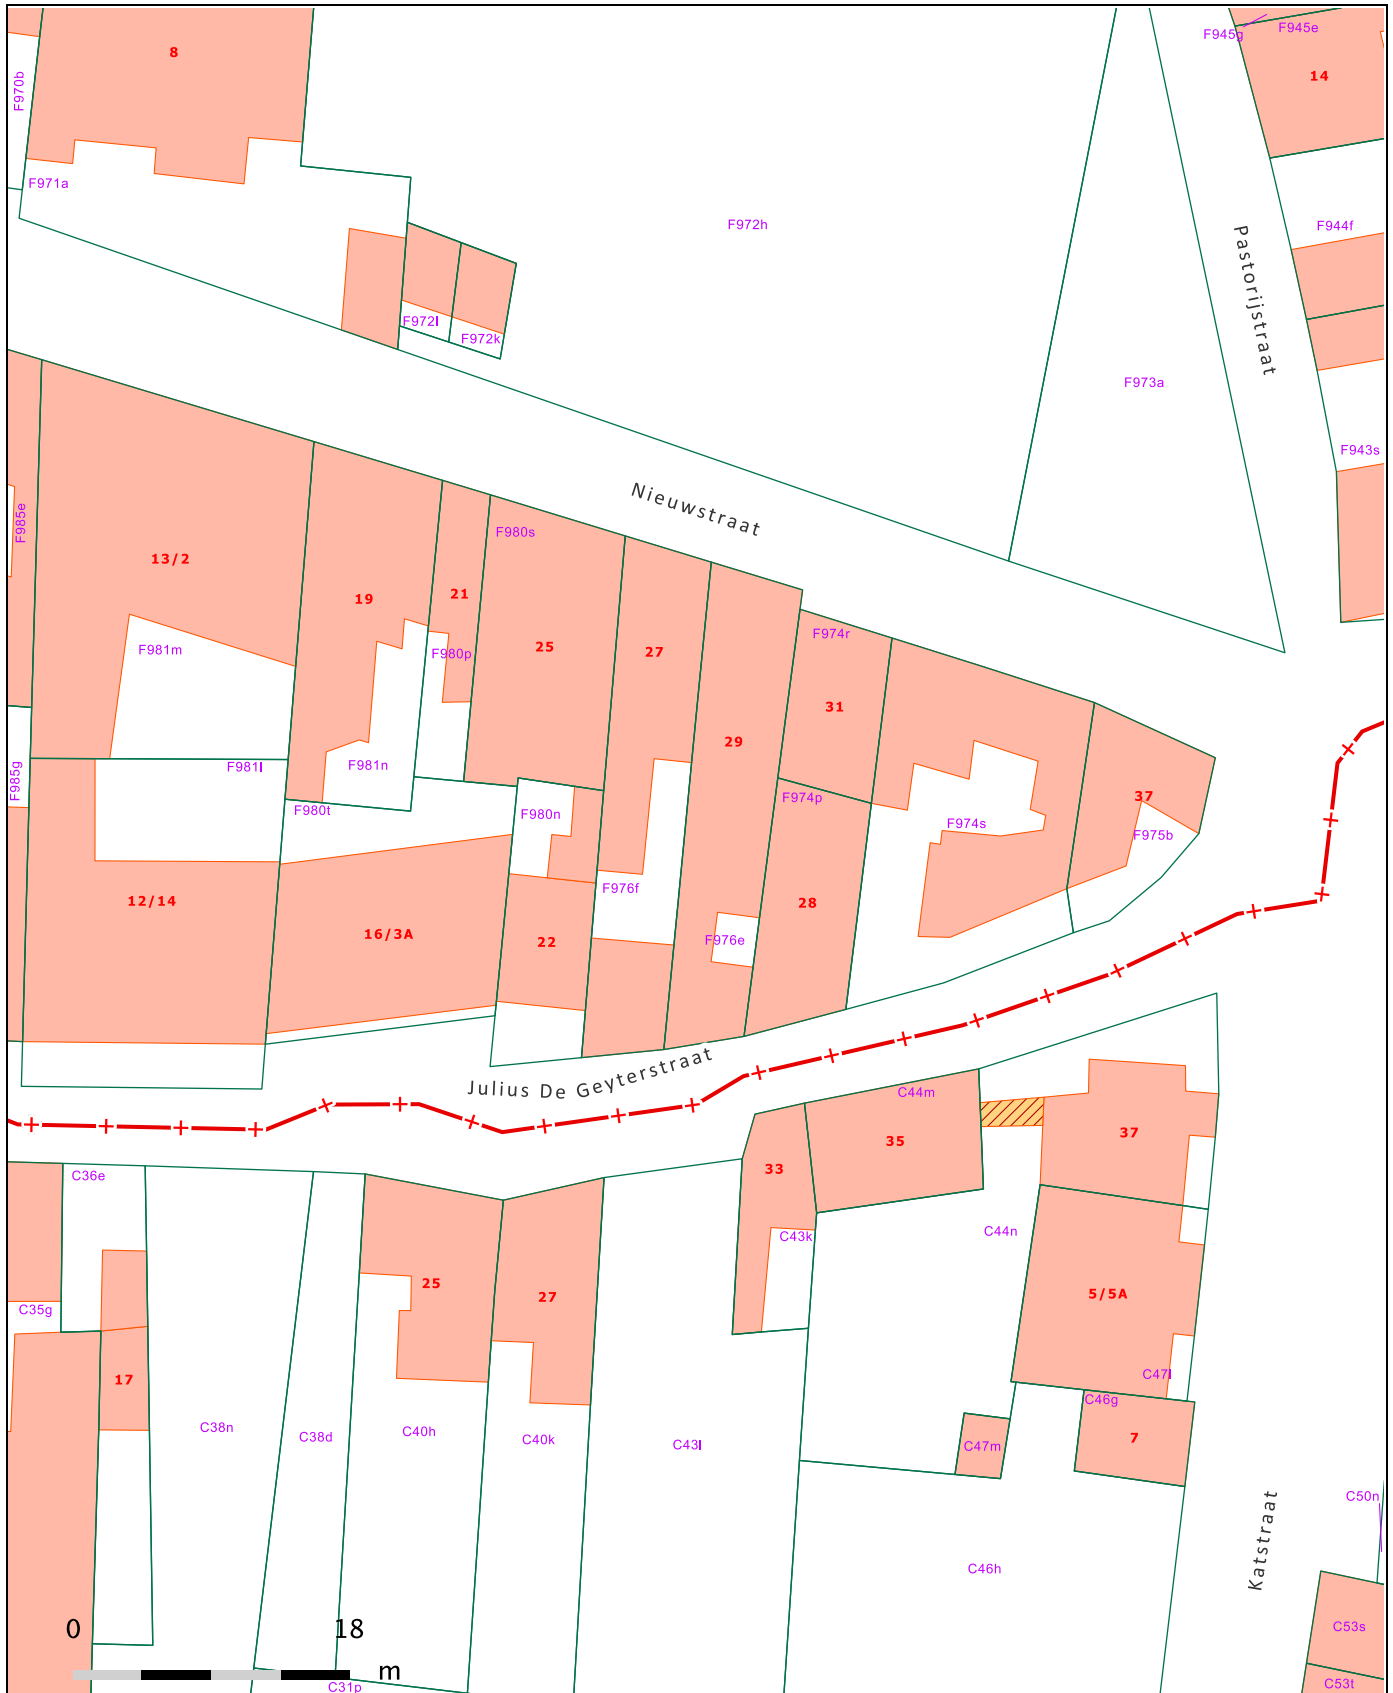 8
F945g
F945e
14
F970b
F971a
F972h
F944f
Pastorijstraat
F972l
F972k
F973a
F943s
Nieuwstraat
F985e
F980s
13/2
19
21
25
27
F981m
F980p
F974r
31
29
F985g
F981l
F981n
F980t
F980n
F974p
F974s
37
F975b
12/14
16/3A
F976f
22
F976e
28
Julius De Geyterstraat
C44m
35
37
33
C36e
C43k
C44n
C35g
25
27
5/5A
17
C47l
C46g
C38n
C38d
C40h
C40k
C43l
C47m
7
C50n
Katstraat
C46h
0
18
m
C31p
C53s
C53t